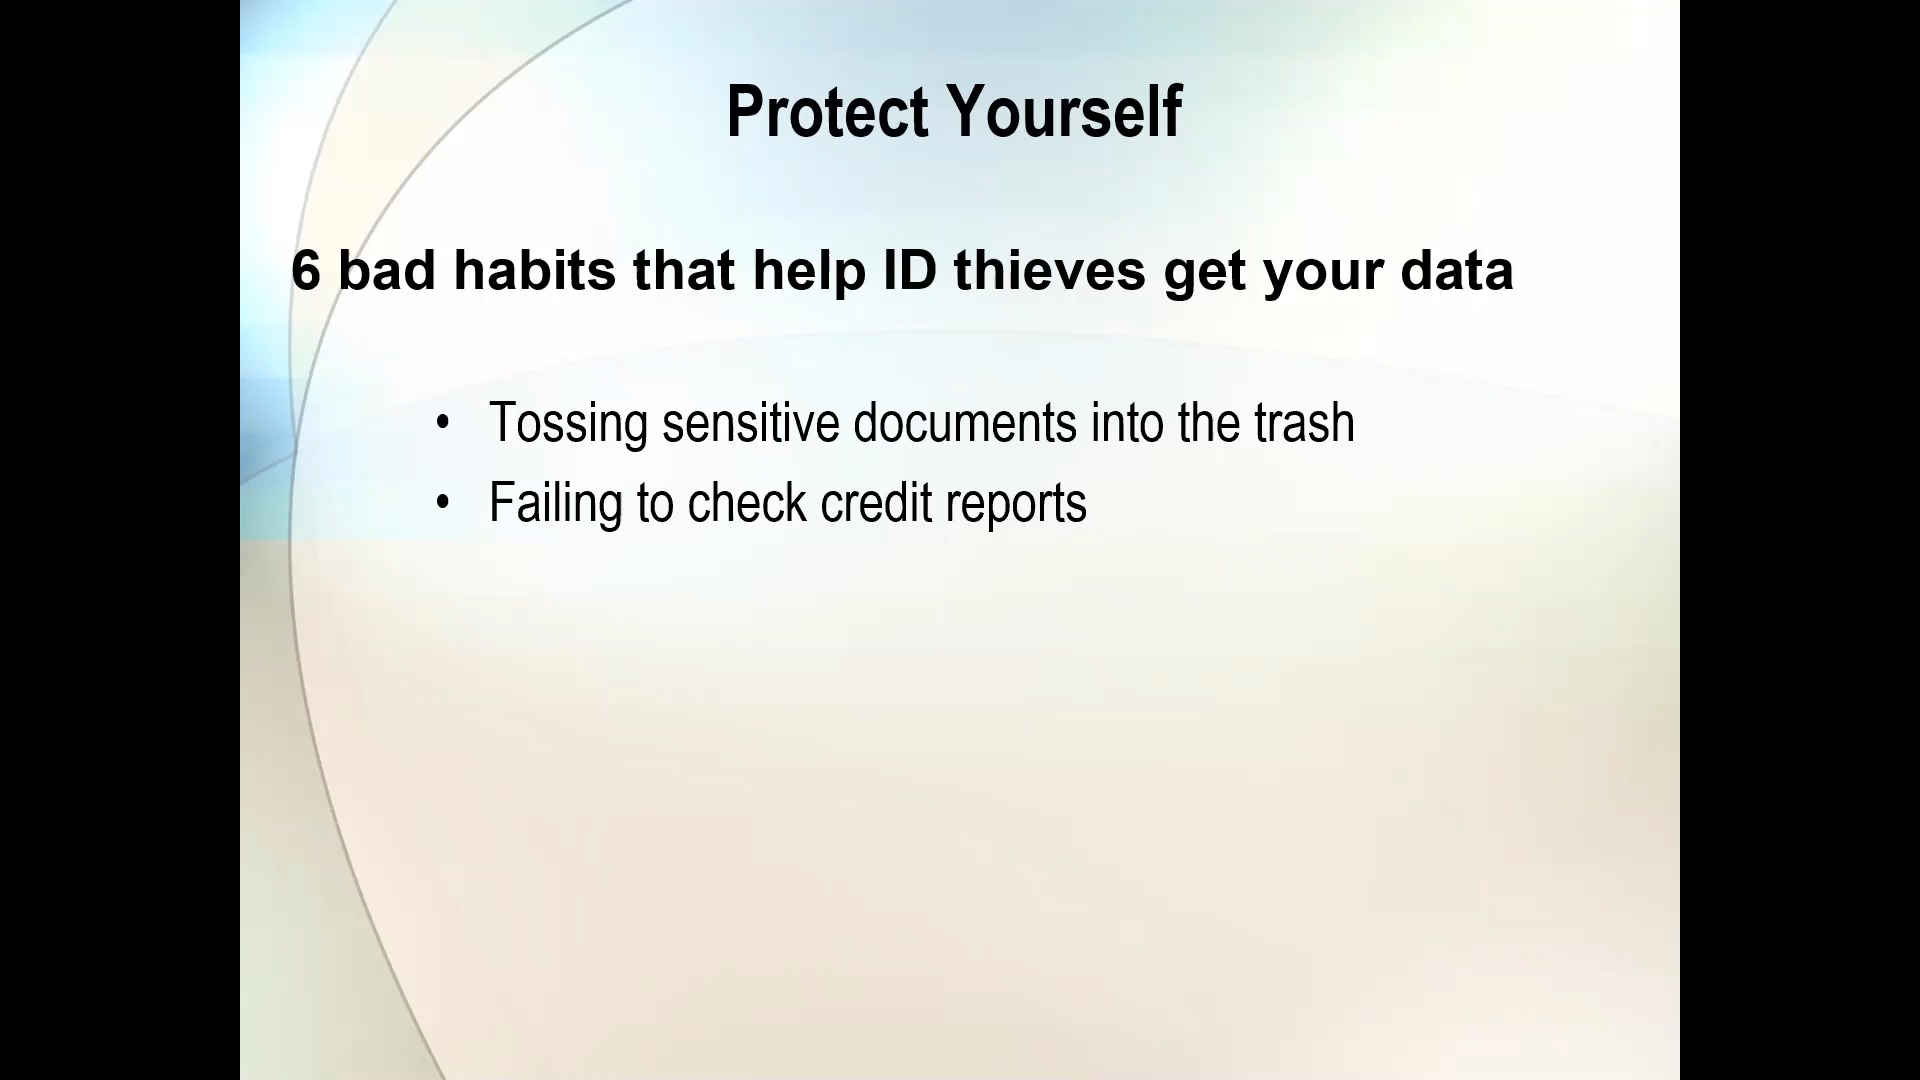 Protect Yourself
6 bad habits that help ID thieves get your data
• Tossing sensitive documents into the trash
• Failing to check credit reports